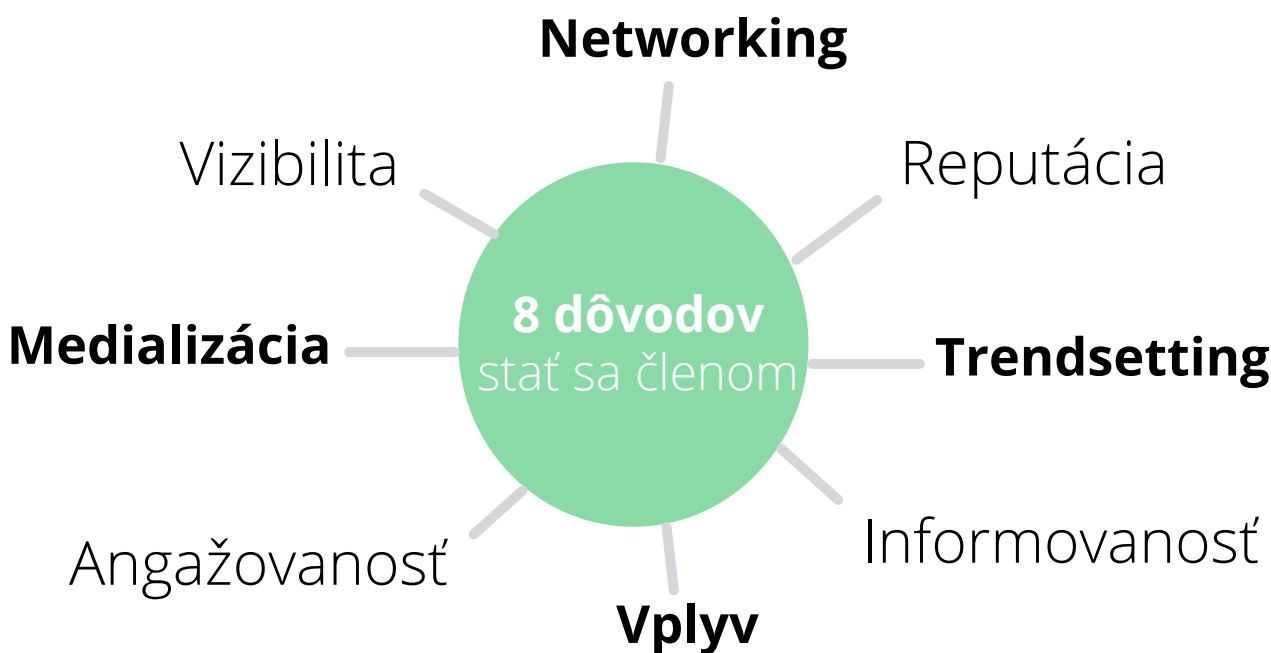 Networking
Vizibilita
Reputácia
8 dôvodov
stať sa členom
Medializácia
Trendsetting
Angažovanosť
Informovanosť
Vplyv